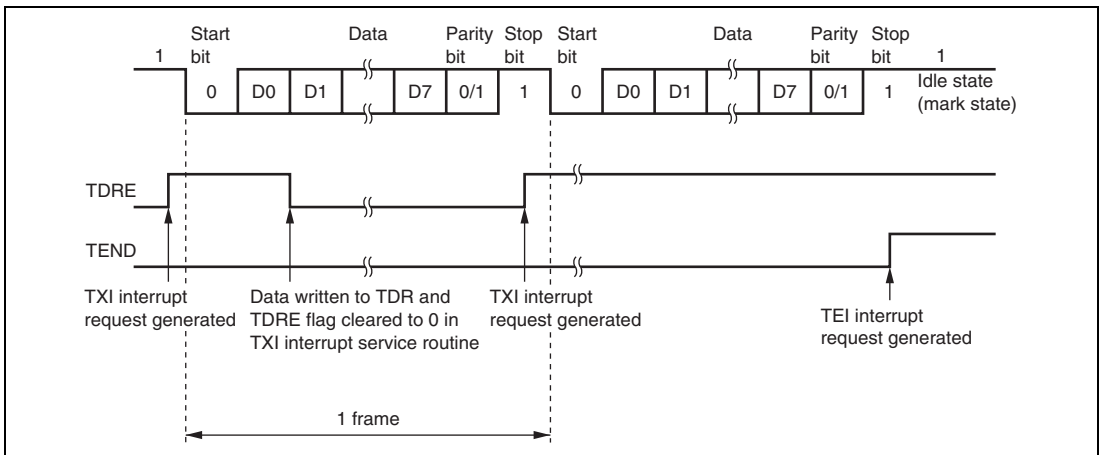 Start Data Parity Stop Start Data Parity Stop
1 bit bit bit bit bit bit 1
0 D0 D1 D7 0/1 1 0 D0 D1 D7 0/1 1 Idle state
(mark state)
TDRE
TEND
TXI interrupt
request generated
Data written to TDR and
TDRE flag cleared to 0 in
TXI interrupt service routine
TXI interrupt
request generated
TEI interrupt
request generated
1 frame